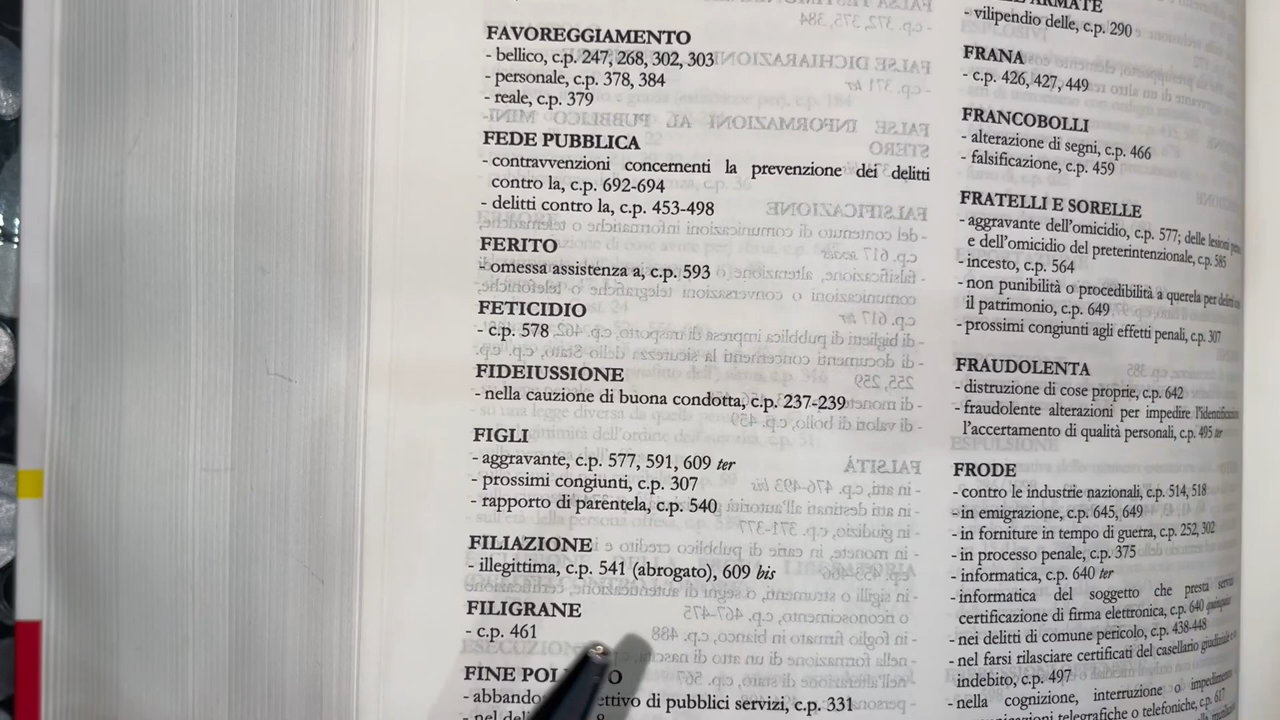 FAVOREGGIAMENTO
- bellico, c.p. 247, 268, 302, 303
- personale, c.p. 378, 384
- reale, c.p. 379
FEDE PUBBLICA
- contravvenzioni concernenti la prevenzione dei delitti
contro la, c.p. 692-694
- delitti contro la, c.p. 453-498
FERITO
- omessa assistenza a, c.p. 593
FETICIDIO
- c.p. 578
FIDEIUSSIONE
- nella cauzione di buona condotta, c.p. 237-239
FIGLI
- aggravante, c.p. 577, 591, 609 ter
- prossimi congiunti, c.p. 307
- rapporto di parentela, c.p. 540
FILIAZIONE
- illegittima, c.p. 541 (abrogato), 609 bis
FILIGRANE
- c.p. 461
FINE
di pubblici servizi, c.p. 331
ARMATE
- vilipendio delle, c.p. 290
FRANA
- c.p. 426, 427, 449
FRANCOBOLLI
- alterazione di segni, c.p. 466
- falsificazione, c.p. 459
FRATELLI E SORELLE
- aggravante dell'omicidio, c.p. 577; delle lesioni
e dell'omicidio del preterintenzionale, c.p. 585
- incesto, c.p. 564
- non punibilità o procedibilità a querela per
il patrimonio, c.p. 649
- prossimi congiunti agli effetti penali, c.p. 307
FRAUDOLENTA
- distruzione di cose proprie, c.p. 642
- fraudolente alterazioni per impedire
l'accertamento di qualità personali, c.p. 495 ter
FRODE
- contro le industrie nazionali, c.p. 514, 518
- in emigrazione, c.p. 645, 649
- in forniture in tempo di guerra, c.p. 252, 302
- in processo penale, c.p. 375
- informatica, c.p. 640 ter
- informatica del soggetto che presta servizi
certificazione di firma elettronica, c.p. 640
- nei delitti di comune pericolo, c.p. 438-448
- nel farsi rilasciare certificati del casellario
indebito, c.p. 497
- nella cognizione, interruzione o impedimento
telegrafiche o telefoniche, c.p. 617